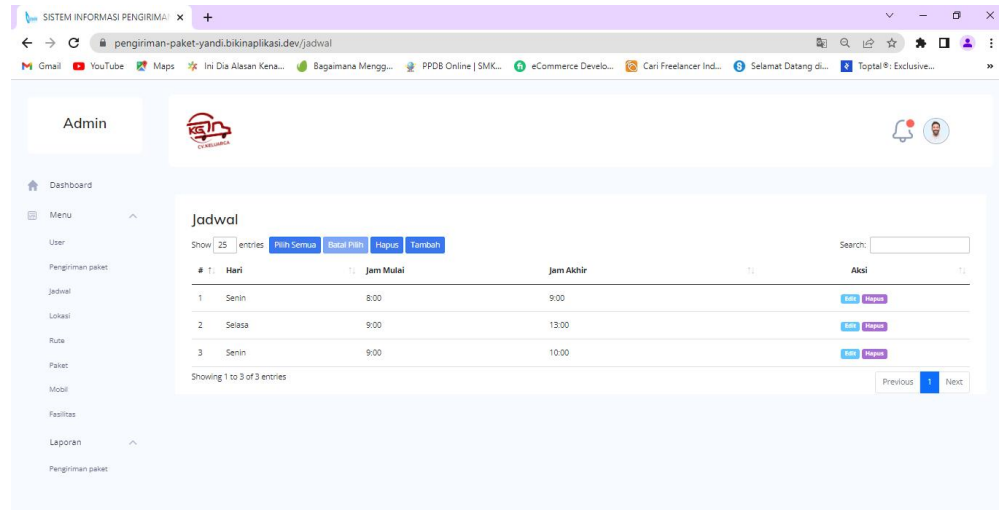 SISTEM INFORMASI PENGIRIMA
pengiriman-paket-yandi.bikinaplikasi.dev/jadwal
Gmail YouTube Maps Ini Dia Alasan Kena... Bagaimana Mengg... PPDB Online | SMK... eCommerce Develo... Cari Freelancer Ind... Selamat Datang di... Toptal®: Exclusive... »
Admin
KGJN
CV.KELUARGA
Dashboard
Menu
User
Pengiriman paket
Jadwal
Lokasi
Rute
Paket
Mobil
Fasilitas
Laporan
Pengiriman paket
Jadwal
Show 25 entries Pilih Semua Batal Pilih Hapus Tambah Search:
# Hari Jam Mulai Jam Akhir Aksi
1 Senin 8:00 9:00 Edit Hapus
2 Selasa 9:00 13:00 Edit Hapus
3 Senin 9:00 10:00 Edit Hapus
Showing 1 to 3 of 3 entries
Previous 1 Next